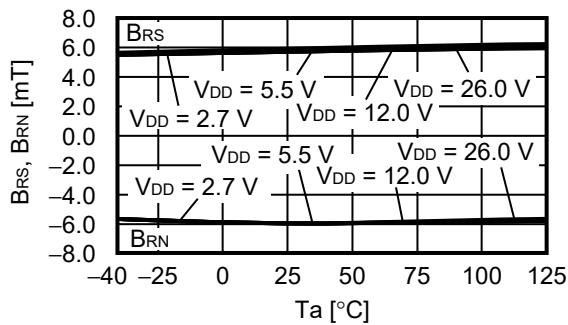 BRS, BRN [mT]
8.0
6.0
4.0
2.0
0.0
−2.0
−4.0
−6.0
−8.0
BRS
VDD = 5.5 V
VDD = 26.0 V
VDD = 2.7 V
VDD = 12.0 V
VDD = 5.5 V
VDD = 26.0 V
VDD = 2.7 V
VDD = 12.0 V
BRN
−40 −25 0 25 50 75 100 125
Ta [°C]